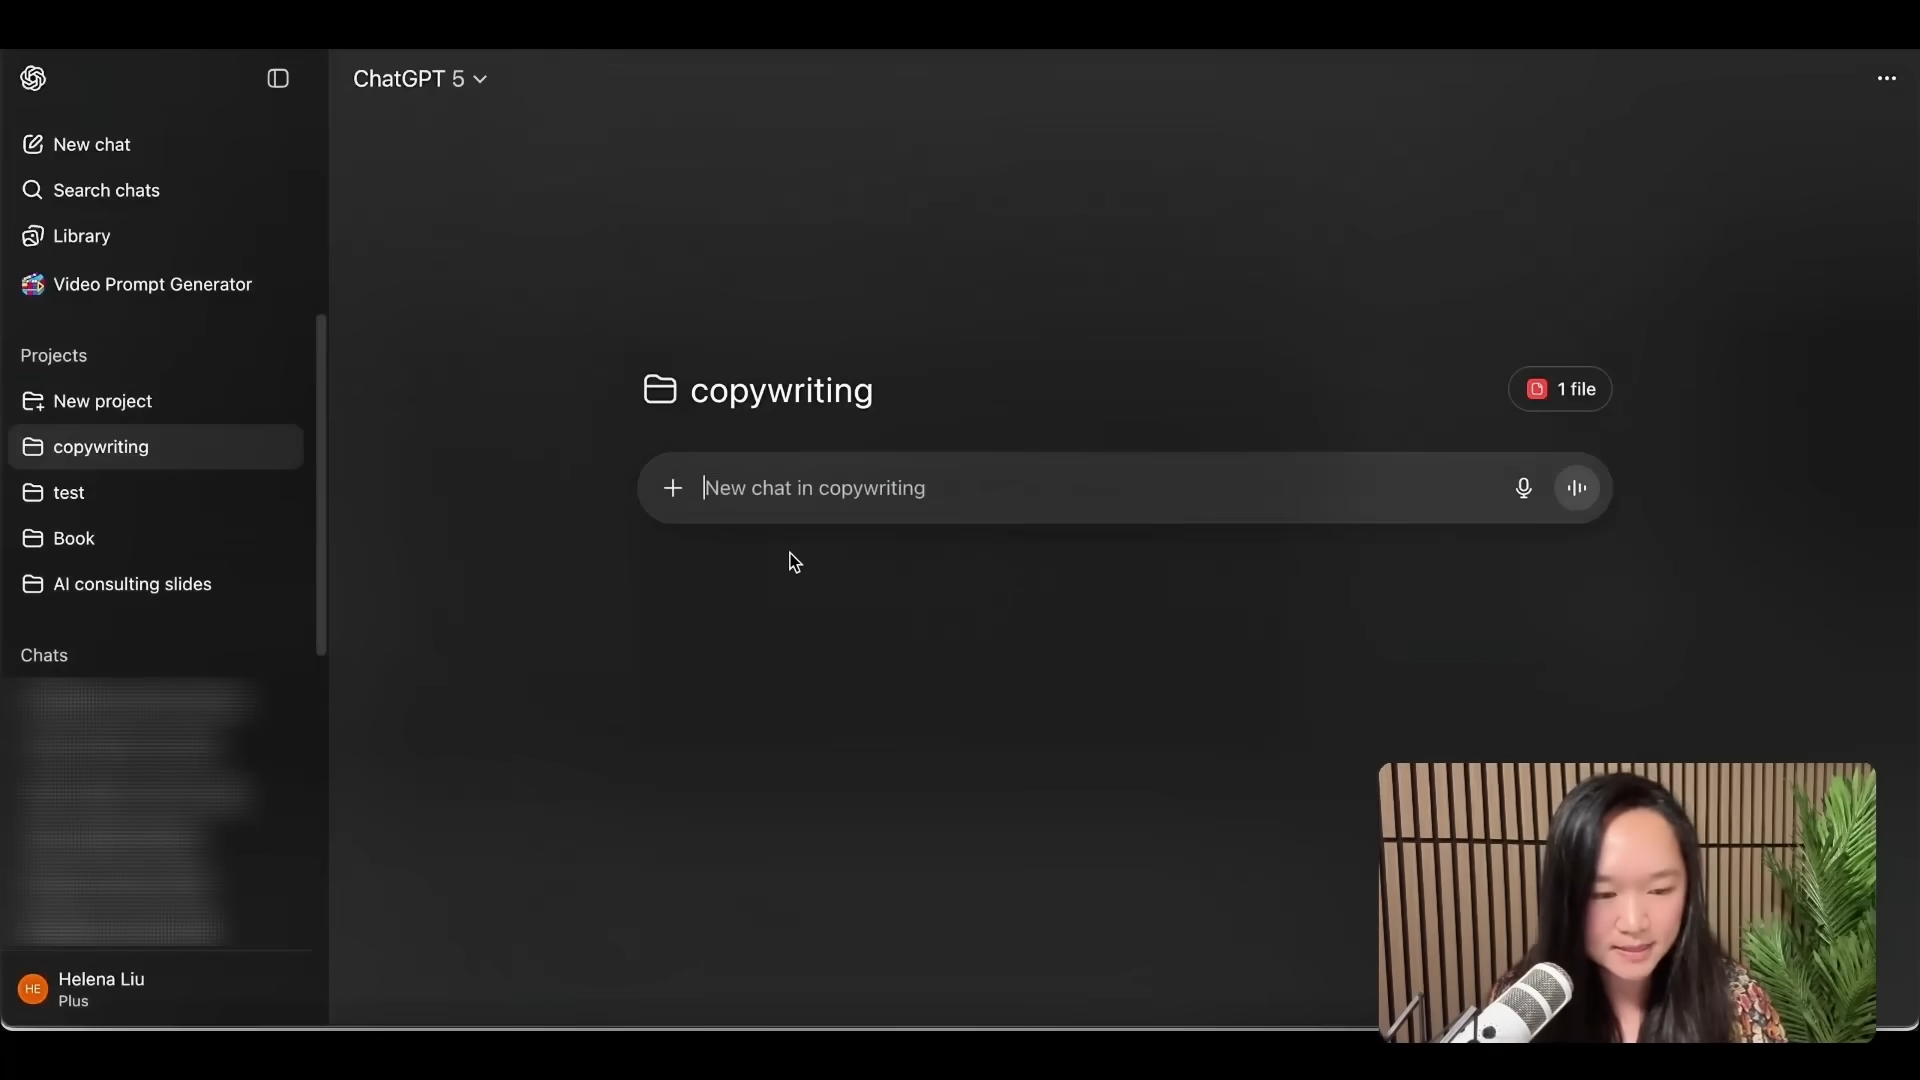 ChatGPT 5
New chat
Search chats
Library
Video Prompt Generator
Projects
New project
copywriting
test
Book
AI consulting slides
Chats
HE
Helena Liu
Plus
copywriting
1 file
New chat in copywriting